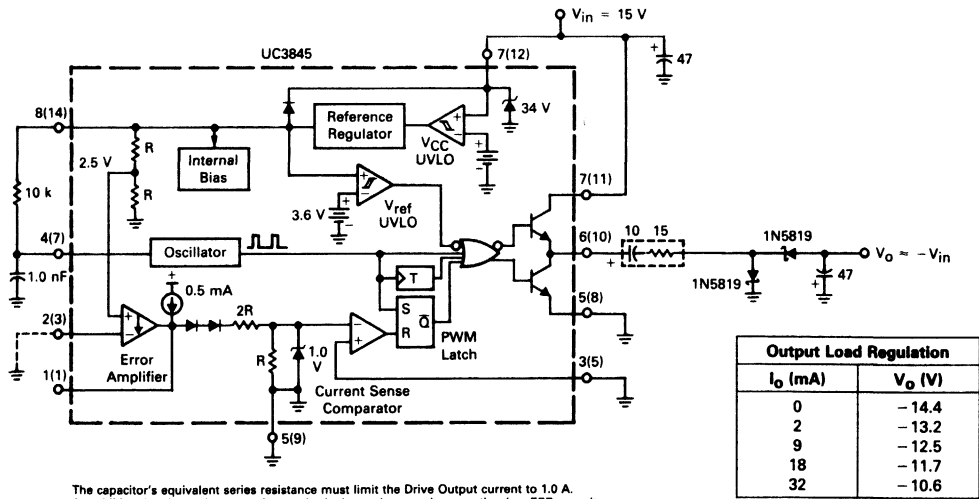 Vin = 15 V
UC3845
7(12)
47
8(14)
34 V
Reference
Regulator
VCC
UVLO
2.5 V
R
Internal
Bias
R
10 k
7(11)
3.6 V
Vref
UVLO
4(7)
Oscillator
6(10)
10 15
1N5819
Vo ≈ −Vin
1.0 nF
T
1N5819
47
0.5 mA
5(8)
2R
S
Q̅
R
2(3)
PWM
Latch
Error
Amplifier
R
1.0
V
3(5)
1(1)
Current Sense
Comparator
5(9)
Output Load Regulation
Io (mA) Vo (V)
0 −14.4
2 −13.2
9 −12.5
18 −11.7
32 −10.6
The capacitor's equivalent series resistance must limit the Drive Output current to 1.0 A.